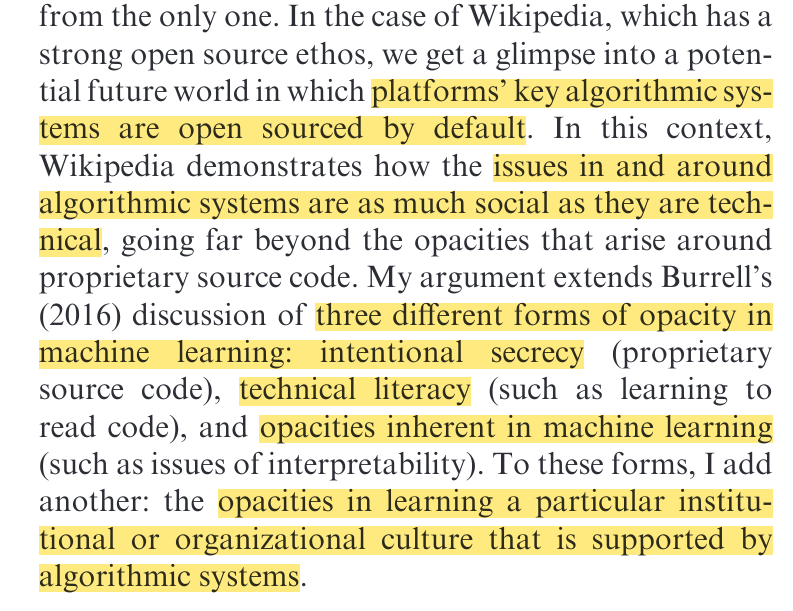 from the only one. In the case of Wikipedia, which has a
strong open source ethos, we get a glimpse into a poten-
tial future world in which platforms’ key algorithmic sys-
tems are open sourced by default. In this context,
Wikipedia demonstrates how the issues in and around
algorithmic systems are as much social as they are tech-
nical, going far beyond the opacities that arise around
proprietary source code. My argument extends Burrell’s
(2016) discussion of three different forms of opacity in
machine learning: intentional secrecy (proprietary
source code), technical literacy (such as learning to
read code), and opacities inherent in machine learning
(such as issues of interpretability). To these forms, I add
another: the opacities in learning a particular institu-
tional or organizational culture that is supported by
algorithmic systems.